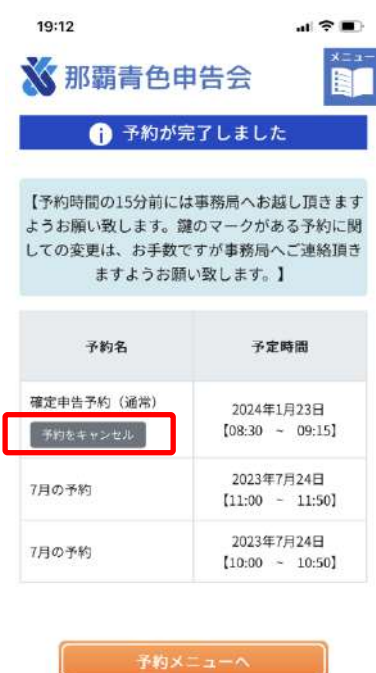 19:12
那覇青色申告会
メニュー
予約が完了しました
【予約時間の15分前には事務局へお越し頂きます
ようお願い致します。鍵のマークがある予約に関
しての変更は、お手数ですが事務局へご連絡頂き
ますようお願い致します。】
予約名 予定時間
確定申告予約（通常）
予約をキャンセル
2024年1月23日
【08:30 ~ 09:15】
7月の予約
2023年7月24日
【11:00 ~ 11:50】
7月の予約
2023年7月24日
【10:00 ~ 10:50】
予約メニューへ